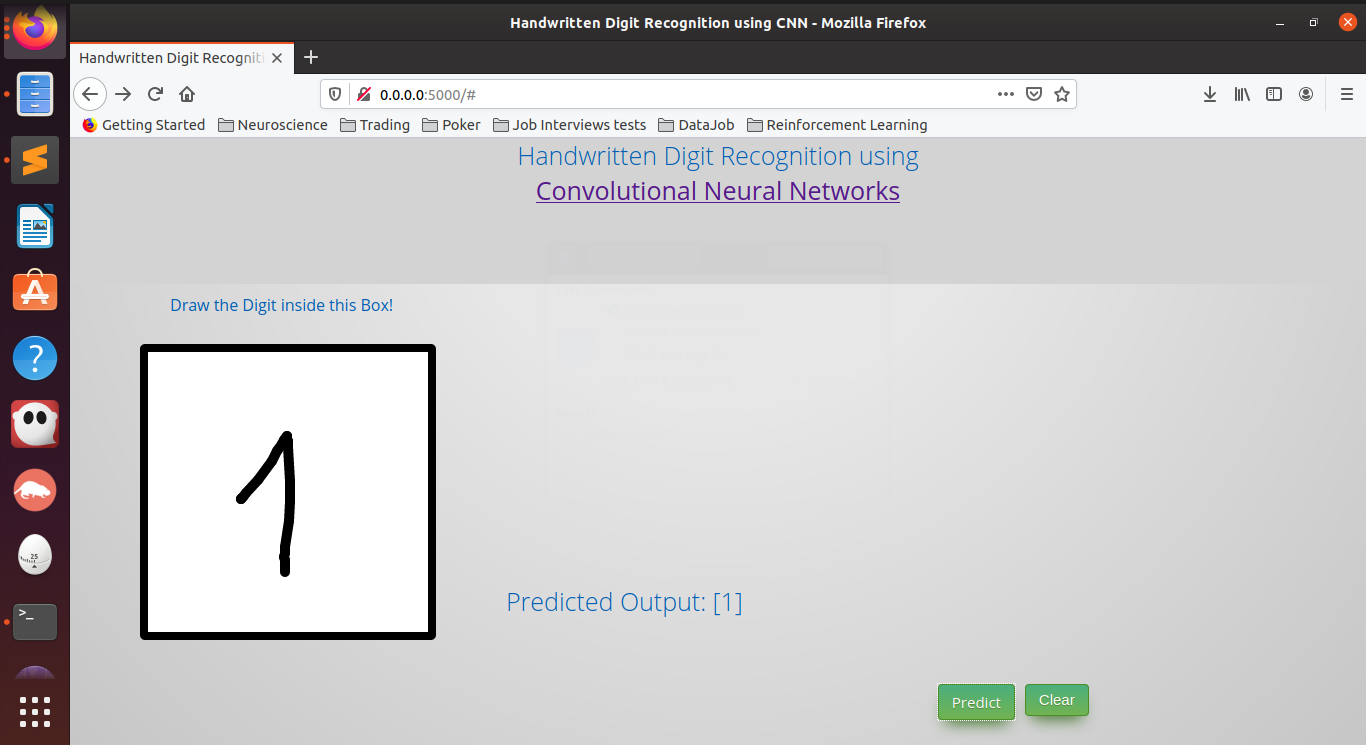 Handwritten Digit Recognition using CNN - Mozilla Firefox
Handwritten Digit Recogniti
0.0.0.0:5000/#
Getting Started Neuroscience Trading Poker Job Interviews tests DataJob Reinforcement Learning
Handwritten Digit Recognition using
Convolutional Neural Networks
Draw the Digit inside this Box!
1
Predicted Output: [1]
Predict Clear
25
>_